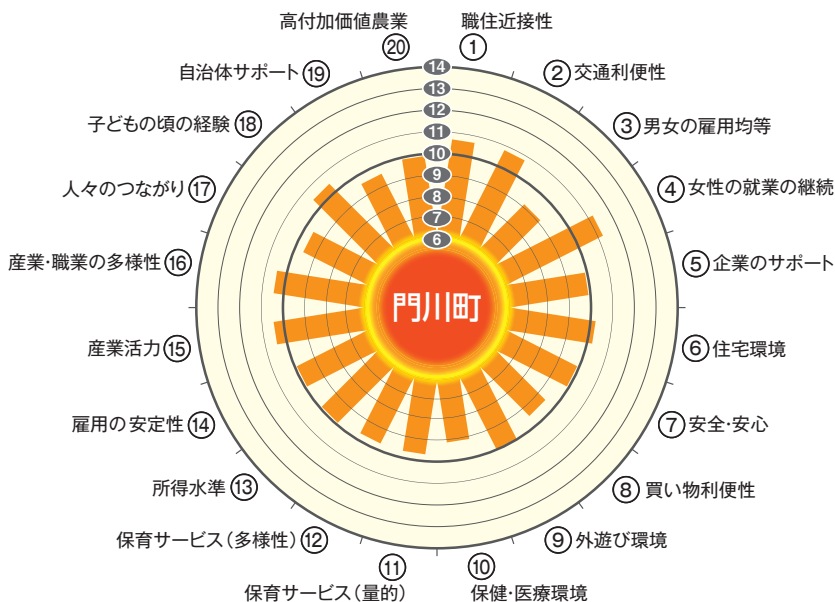 ① 職住近接性
② 交通利便性
③ 男女の雇用均等
④ 女性の就業の継続
⑤ 企業のサポート
⑥ 住宅環境
⑦ 安全・安心
⑧ 買い物利便性
⑨ 外遊び環境
⑩ 保健・医療環境
⑪ 保育サービス(量的)
⑫ 保育サービス(多様性)
⑬ 所得水準
⑭ 雇用の安定性
⑮ 産業活力
⑯ 産業・職業の多様性
⑰ 人々のつながり
⑱ 子どもの頃の経験
⑲ 自治体サポート
⑳ 高付加価値農業
14
13
12
11
10
9
8
7
6
門川町